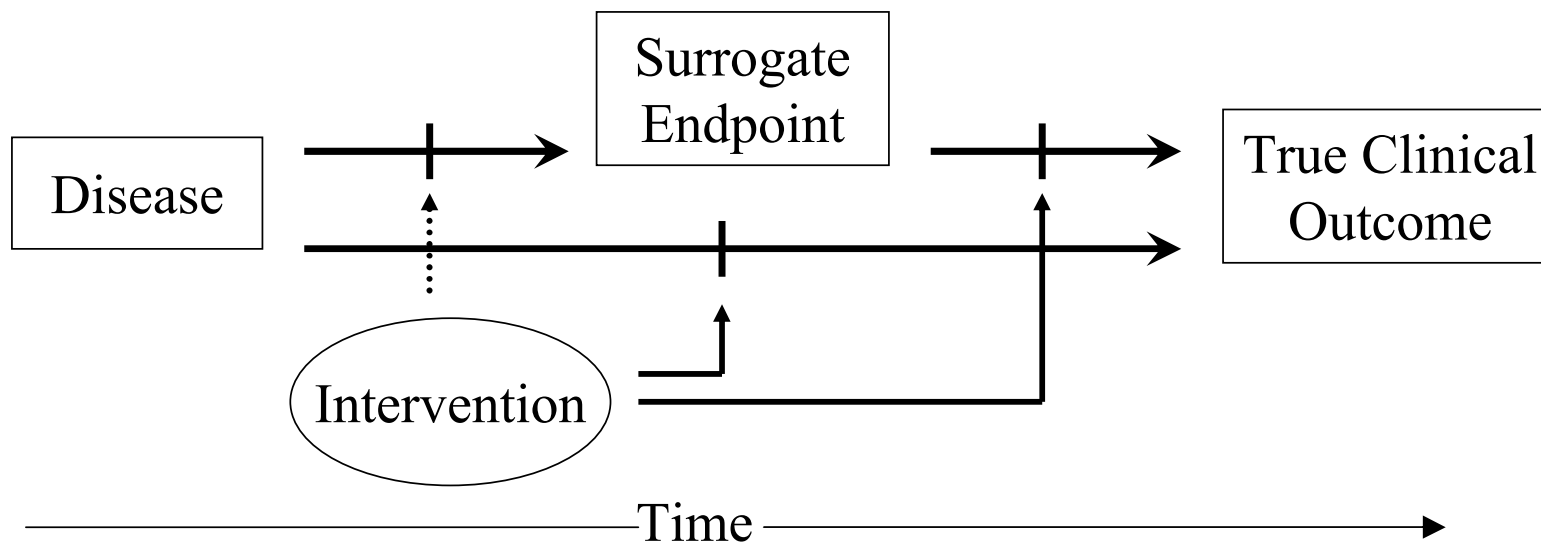 Surrogate
Endpoint
Disease
True Clinical
Outcome
Intervention
Time